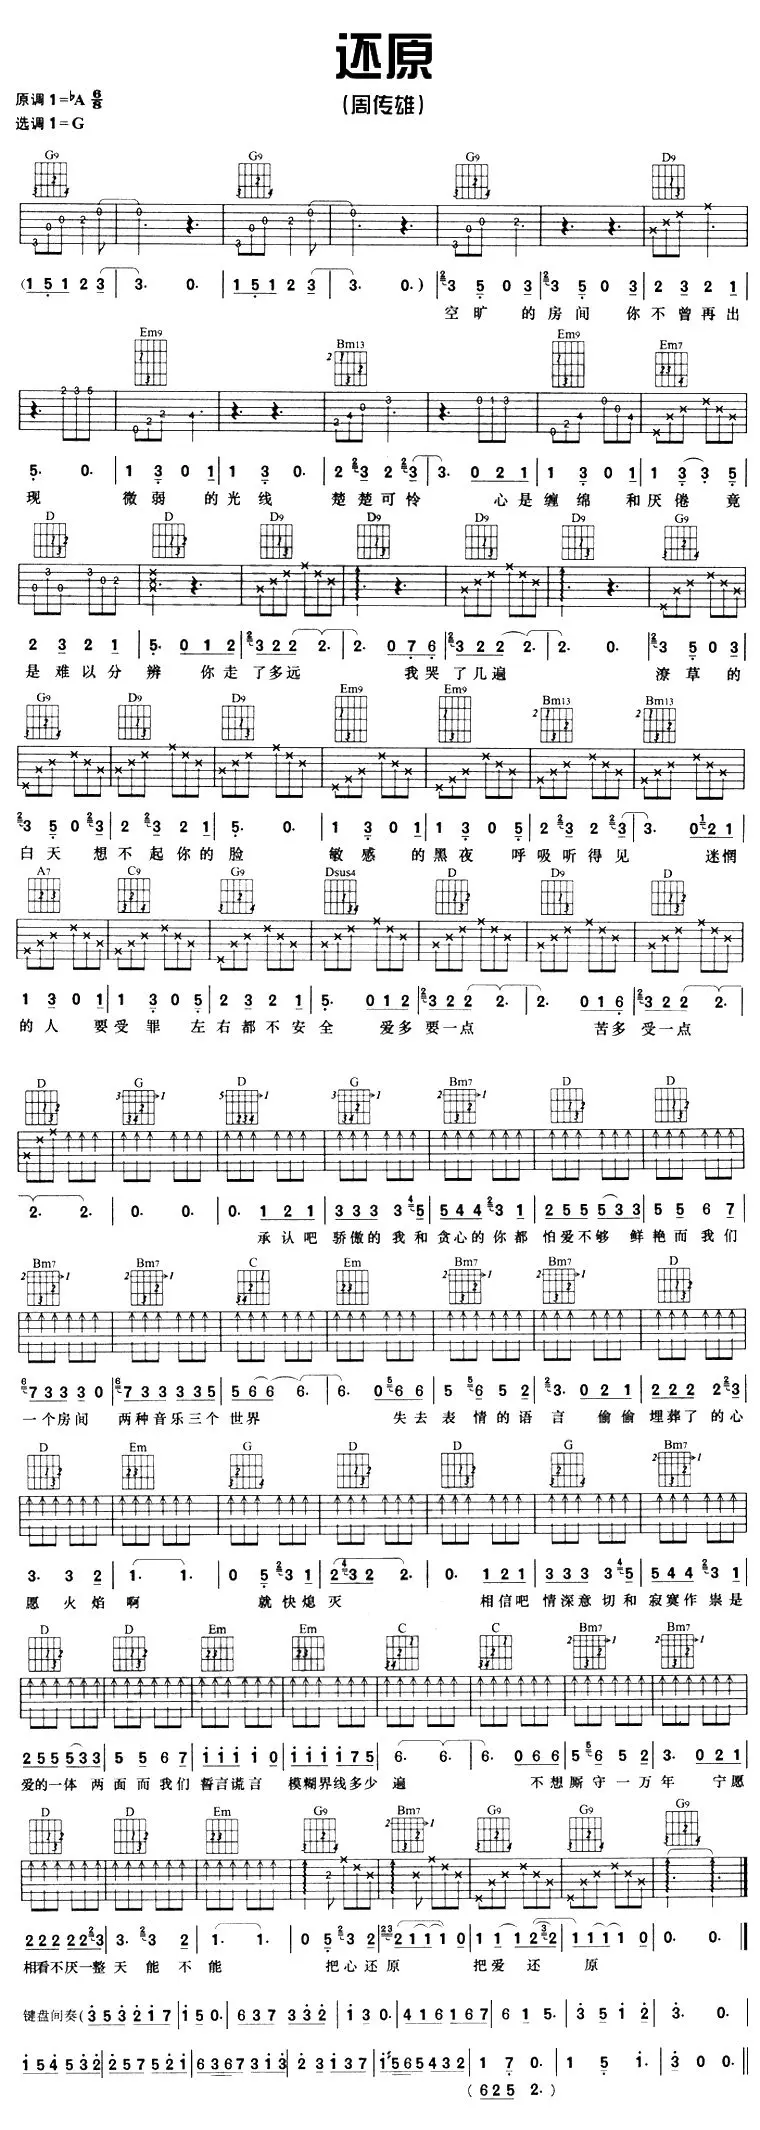 还原
(周传雄)
原调 1=♭A 6/8
选调 1=G
G9 G9 G9 D9
(1 5 1 2 3 | 3. 0. | 1 5 1 2 3 | 3. 0.) | 3 5 0 3 | 3 5 0 3 | 2 3 2 1 |
空旷 的房间 你不曾再出
Em9 Bm13 Em9 Em7
5. 0. | 1 3 0 1 | 1 3 0. | 2 3 2 3 | 3. 0 2 1 | 1 3 0 1 | 1 3 3 5 |
现 微弱 的光线 楚楚可怜 心是缠绵 和厌倦 竟
D D D9 D9 D9 D9 G9
2 3 2 1 | 5. 0 1 2 | 3 2 2 2. | 2. 0 7 6 | 3 2 2 2. | 2. 0. | 3 5 0 3 |
是难以分辨 你走了多远 我哭了几遍 潦草的
G9 D9 D9 Em9 Em9 Bm13 Bm13
3 5 0 3 | 2 3 2 1 | 5. 0. | 1 3 0 1 | 1 3 0 5 | 2 3 2 3 | 3. 0 2 1 |
白天 想不起你的脸 敏感 的黑夜 呼吸听得见 迷惘
A7 C9 G9 Dsus4 D D9 D
1 3 0 1 | 1 3 0 5 | 2 3 2 1 | 5. 0 1 2 | 3 2 2 2. | 2. 0 1 6 | 3 2 2 2. |
的人 要受罪 左右都不安全 爱多要一点 苦多受一点
D G D G Bm7 D D
2. 2. | 0. 0. | 0. 1 2 1 | 3 3 3 3 5 | 5 4 4 3 1 | 2 5 5 5 3 3 | 5 5 6 7 |
承认吧 骄傲的我和贪心的你都 怕爱不够 鲜艳而我们
Bm7 Bm7 C Em Bm7 Bm7 D
7 3 3 3 0 | 7 3 3 3 3 5 | 5 6 6 6. | 6. 0 6 6 | 5 6 5 2 | 3. 0 2 1 | 2 2 2 2 3 |
一个房间 两种音乐三个世界 失去表情的语言 偷偷埋葬了的心
D Em G D D G Bm7
3. 3 2 | 1. 1. | 0 5 3 1 | 2 3 2 2. | 0. 1 2 1 | 3 3 3 3 5 | 5 4 4 3 1 |
愿火焰啊 就快熄灭 相信吧 情深意切和寂寞作祟是
D D Em Em C C Bm7 Bm7
2 5 5 5 3 3 | 5 5 6 7 | 1 1 1 1 0 | 1 1 1 1 7 5 | 6. 6. | 6. 0 6 6 | 5 6 5 2 | 3. 0 2 1 |
爱的一体 两面而我们 誓言谎言 模糊界线多少遍 不想厮守一万年 宁愿
D D Em G9 Bm7 G9 G9 G9
2 2 2 2 2 3 | 3. 3 2 | 1. 1. | 0 5 3 2 | 2 1 1 1 0 | 1 1 1 2 2 | 1 1 1 1 0 | 0. 0. ||
相看不厌一整天能不能 把心还原 把爱还原
键盘间奏 (3 5 3 2 1 7 | 1 5 0. | 6 3 7 3 3 2 | 1 3 0. | 4 1 6 1 6 7 | 6 1 5. | 3 5 1 2 | 3. 0. |
1 5 4 5 3 2 | 2 5 7 5 2 1 | 6 3 6 7 3 1 3 | 2 3 1 3 7 | 1 5 6 5 4 3 2 | 1 7 0. | 1 5 1. | 3 0 0 0. ||
(6 2 5 2.)